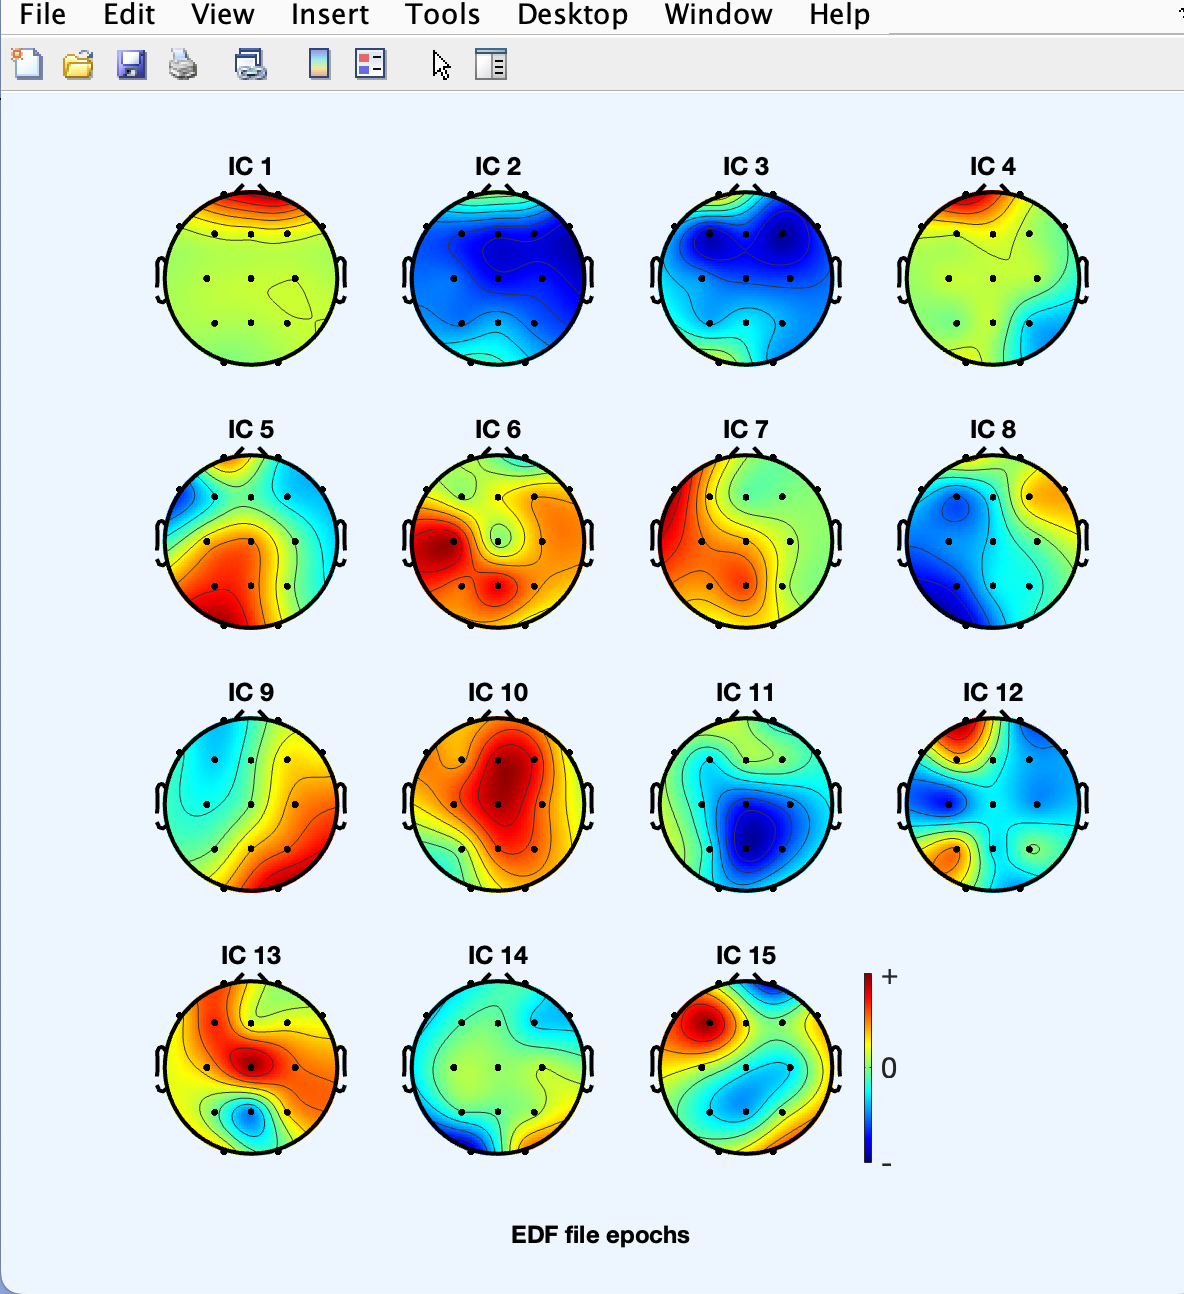 File Edit View Insert Tools Desktop Window Help
IC 1 IC 2 IC 3 IC 4
IC 5 IC 6 IC 7 IC 8
IC 9 IC 10 IC 11 IC 12
IC 13 IC 14 IC 15
+
0
-
EDF file epochs